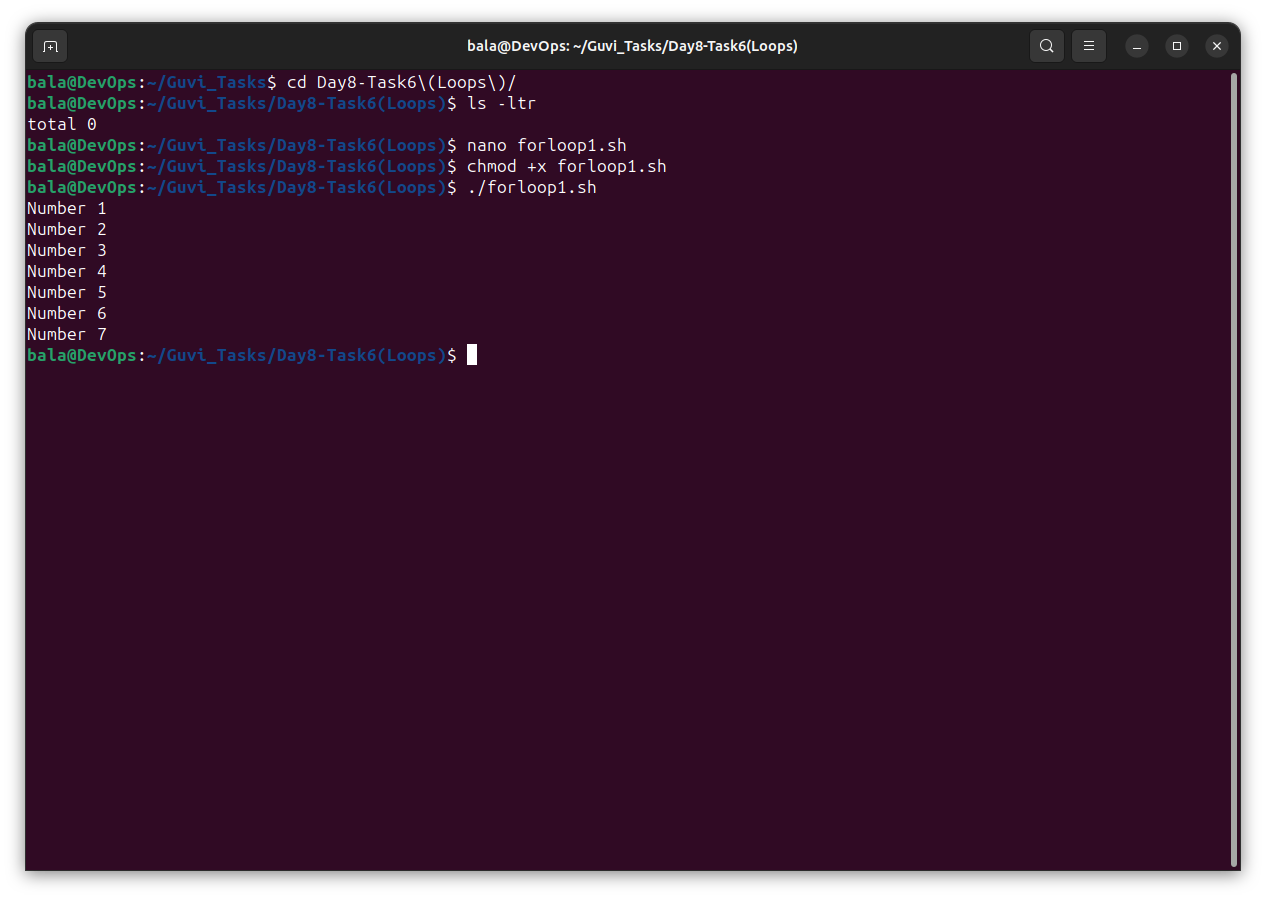 bala@DevOps: ~/Guvi_Tasks/Day8-Task6(Loops)
bala@DevOps:~/Guvi_Tasks$ cd Day8-Task6\(Loops\)/
bala@DevOps:~/Guvi_Tasks/Day8-Task6(Loops)$ ls -ltr
total 0
bala@DevOps:~/Guvi_Tasks/Day8-Task6(Loops)$ nano forloop1.sh
bala@DevOps:~/Guvi_Tasks/Day8-Task6(Loops)$ chmod +x forloop1.sh
bala@DevOps:~/Guvi_Tasks/Day8-Task6(Loops)$ ./forloop1.sh
Number 1
Number 2
Number 3
Number 4
Number 5
Number 6
Number 7
bala@DevOps:~/Guvi_Tasks/Day8-Task6(Loops)$